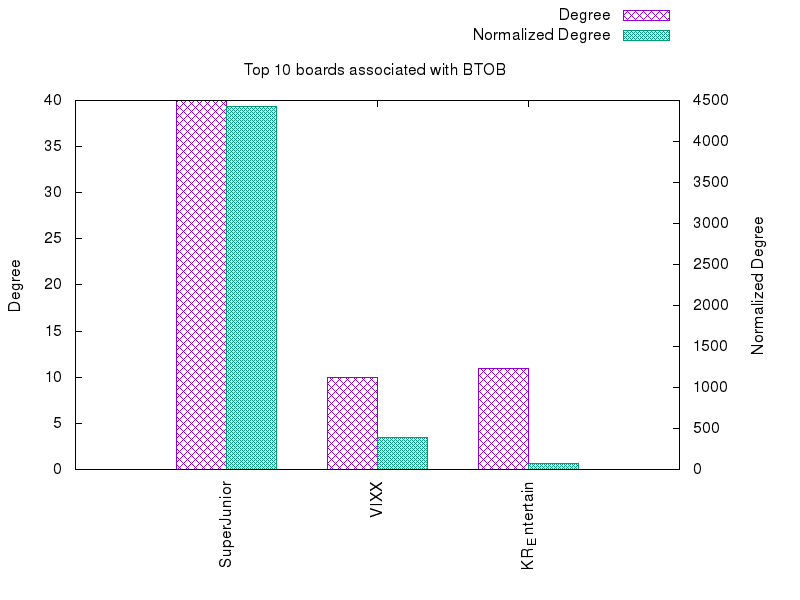 Degree
Normalized Degree
Top 10 boards associated with BTOB
40
35
30
25
20
15
10
5
0
4500
4000
3500
3000
2500
2000
1500
1000
500
0
Degree
Normalized Degree
SuperJunior
VIXX
KREntertain